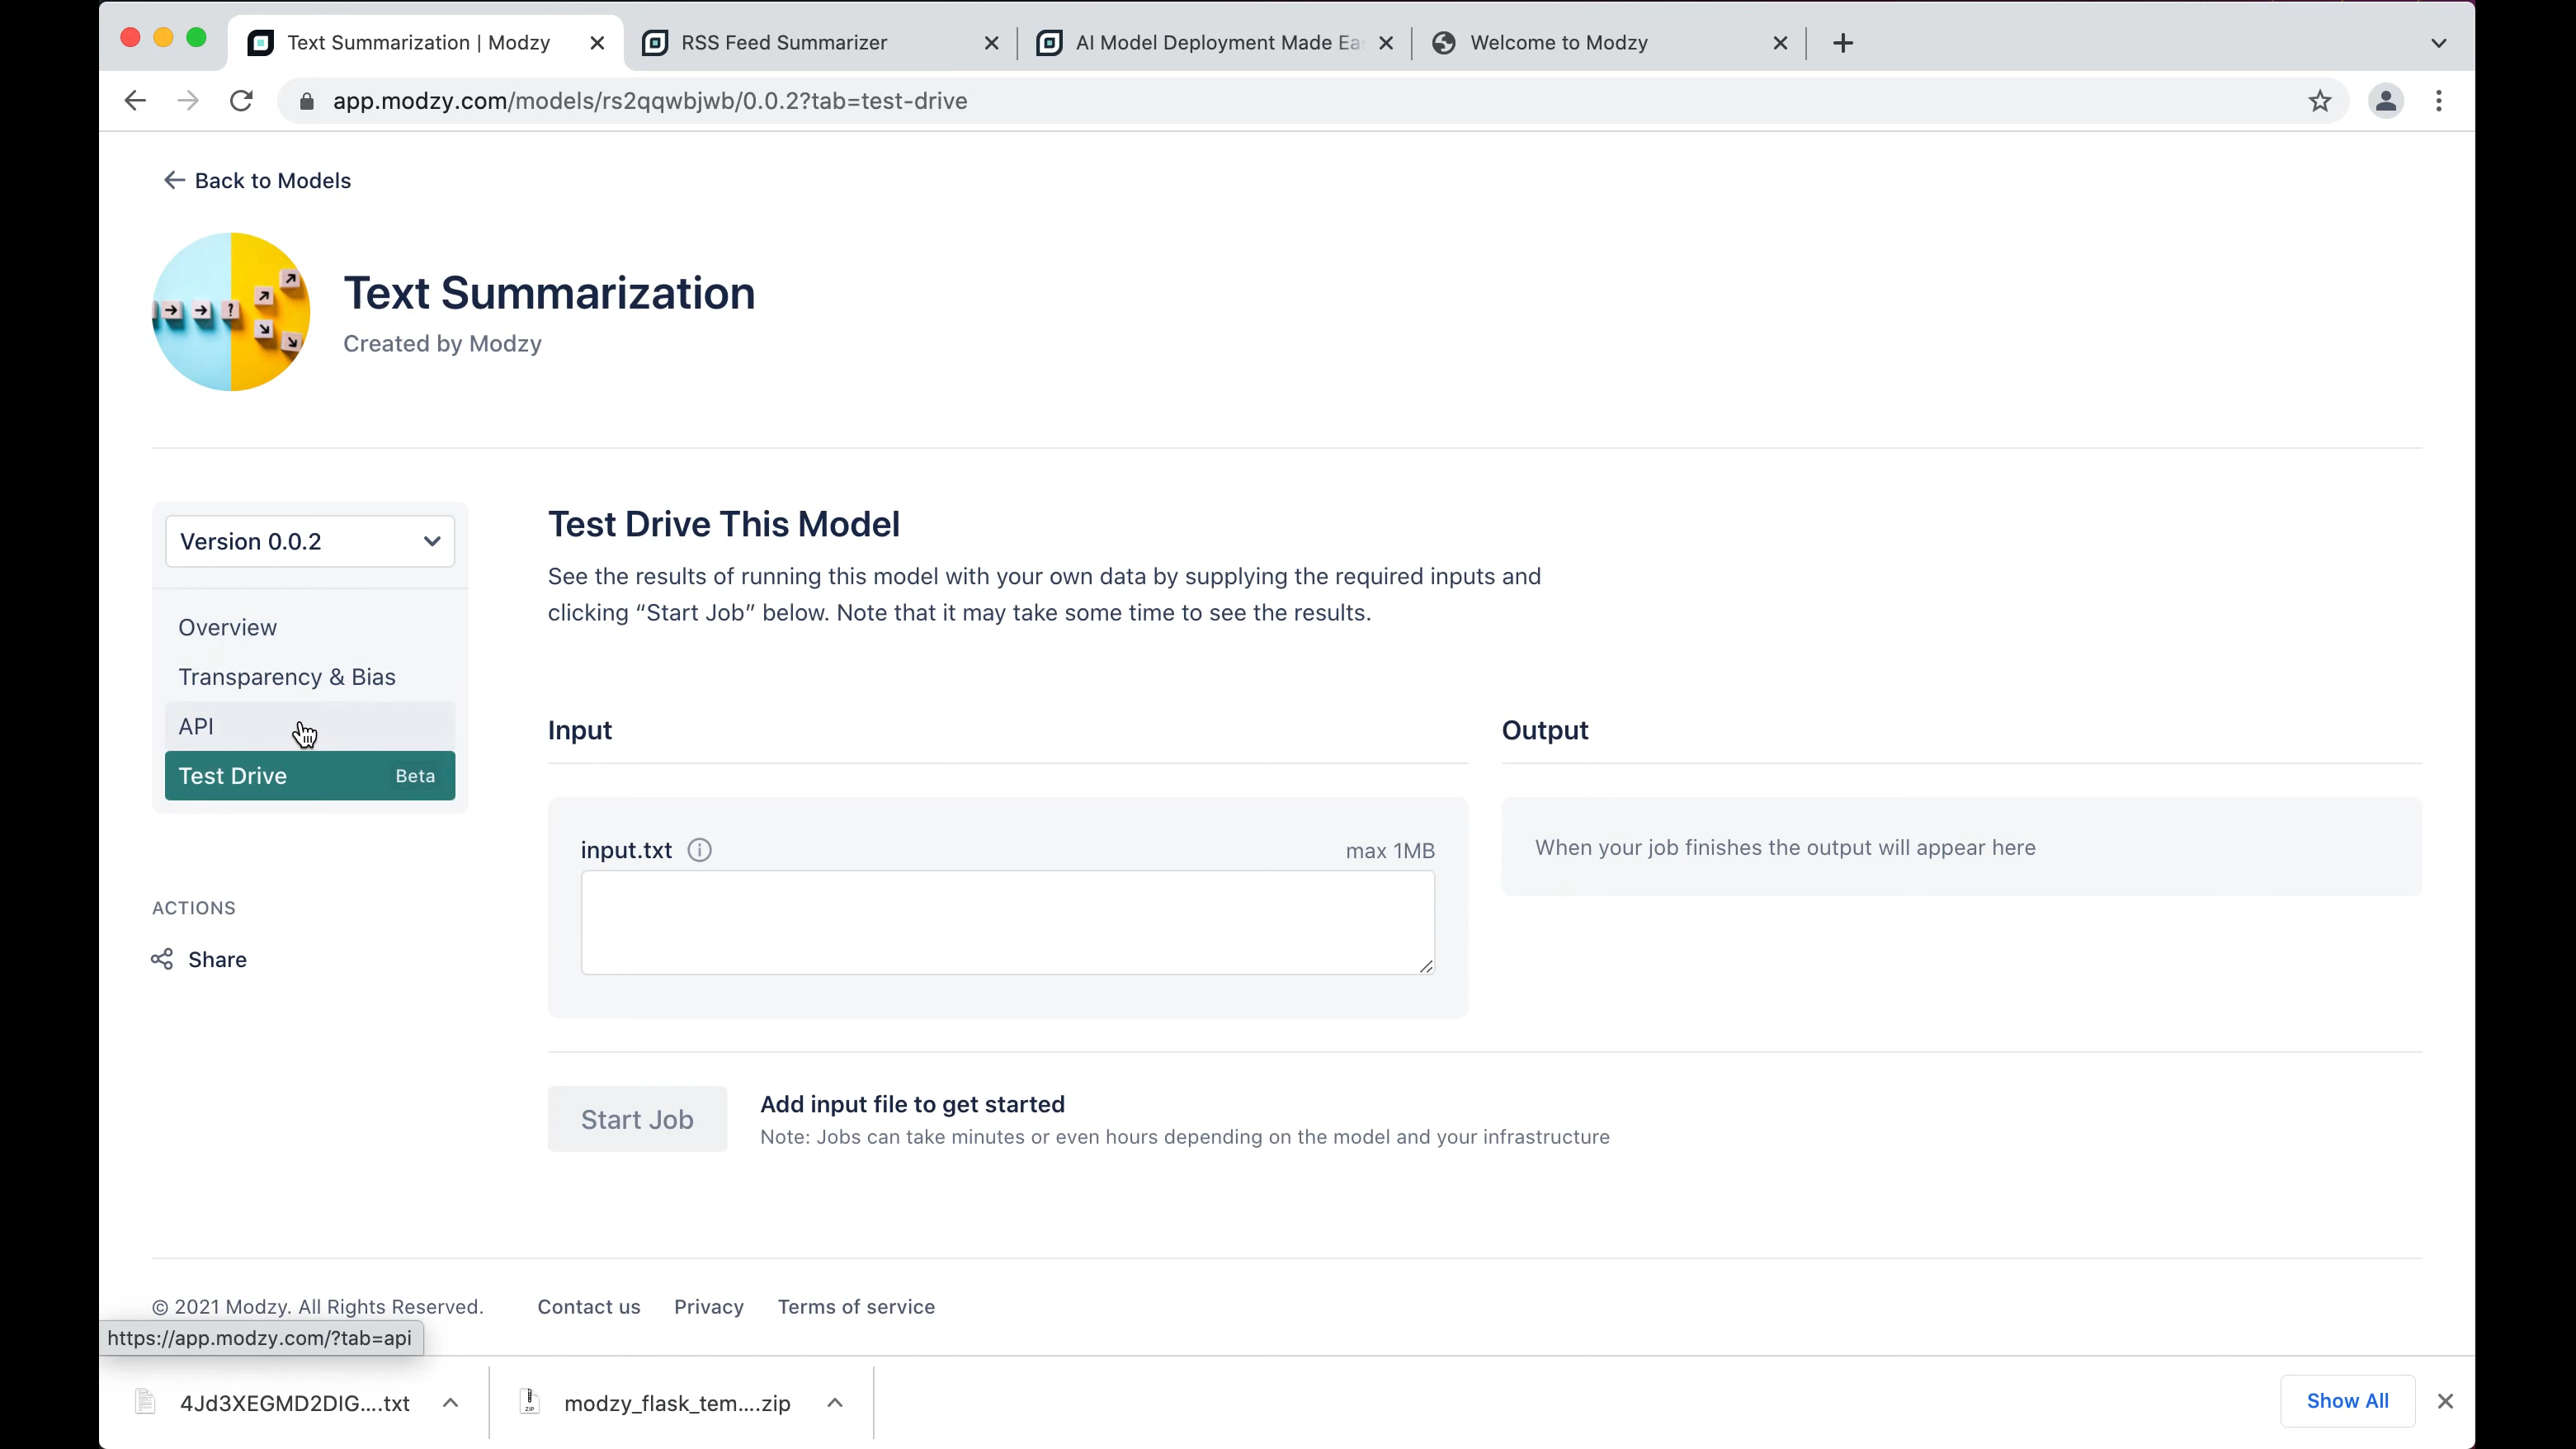 Text Summarization | Modzy
RSS Feed Summarizer
AI Model Deployment Made Ea
Welcome to Modzy
app.modzy.com/models/rs2qqwbjwb/0.0.2?tab=test-drive
Back to Models
?
Text Summarization
Created by Modzy
Version 0.0.2
Overview
Transparency & Bias
API
Test Drive Beta
ACTIONS
Share
Test Drive This Model
See the results of running this model with your own data by supplying the required inputs and
clicking “Start Job” below. Note that it may take some time to see the results.
Input
input.txt max 1MB
Output
When your job finishes the output will appear here
Start Job
Add input file to get started
Note: Jobs can take minutes or even hours depending on the model and your infrastructure
© 2021 Modzy. All Rights Reserved. Contact us Privacy Terms of service
https://app.modzy.com/?tab=api
4Jd3XEGMD2DIG....txt
ZIP
modzy_flask_tem....zip
Show All